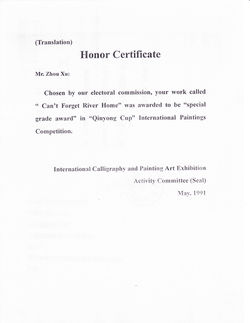 (Translation)
Honor Certificate
Mr. Zhou Xu:
Chosen by our electoral commission, your work called
“ Can't Forget River Home” was awarded to be “special
grade award” in “Qinyong Cup” International Paintings
Competition.
International Calligraphy and Painting Art Exhibition
Activity Committee (Seal)
May, 1991